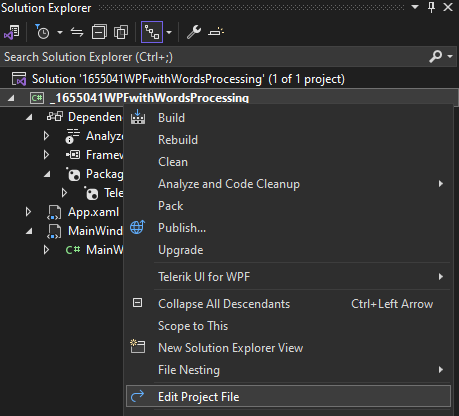 Solution Explorer
Search Solution Explorer (Ctrl+;)
Solution '1655041WPFwithWordsProcessing' (1 of 1 project)
_1655041WPFwithWordsProcessing
Depende
Analyze
Framew
Packag
Tele
App.xaml
MainWind
C# MainW
Build
Rebuild
Clean
Analyze and Code Cleanup
Pack
Publish...
Upgrade
Telerik UI for WPF
Collapse All Descendants Ctrl+Left Arrow
Scope to This
New Solution Explorer View
File Nesting
Edit Project File